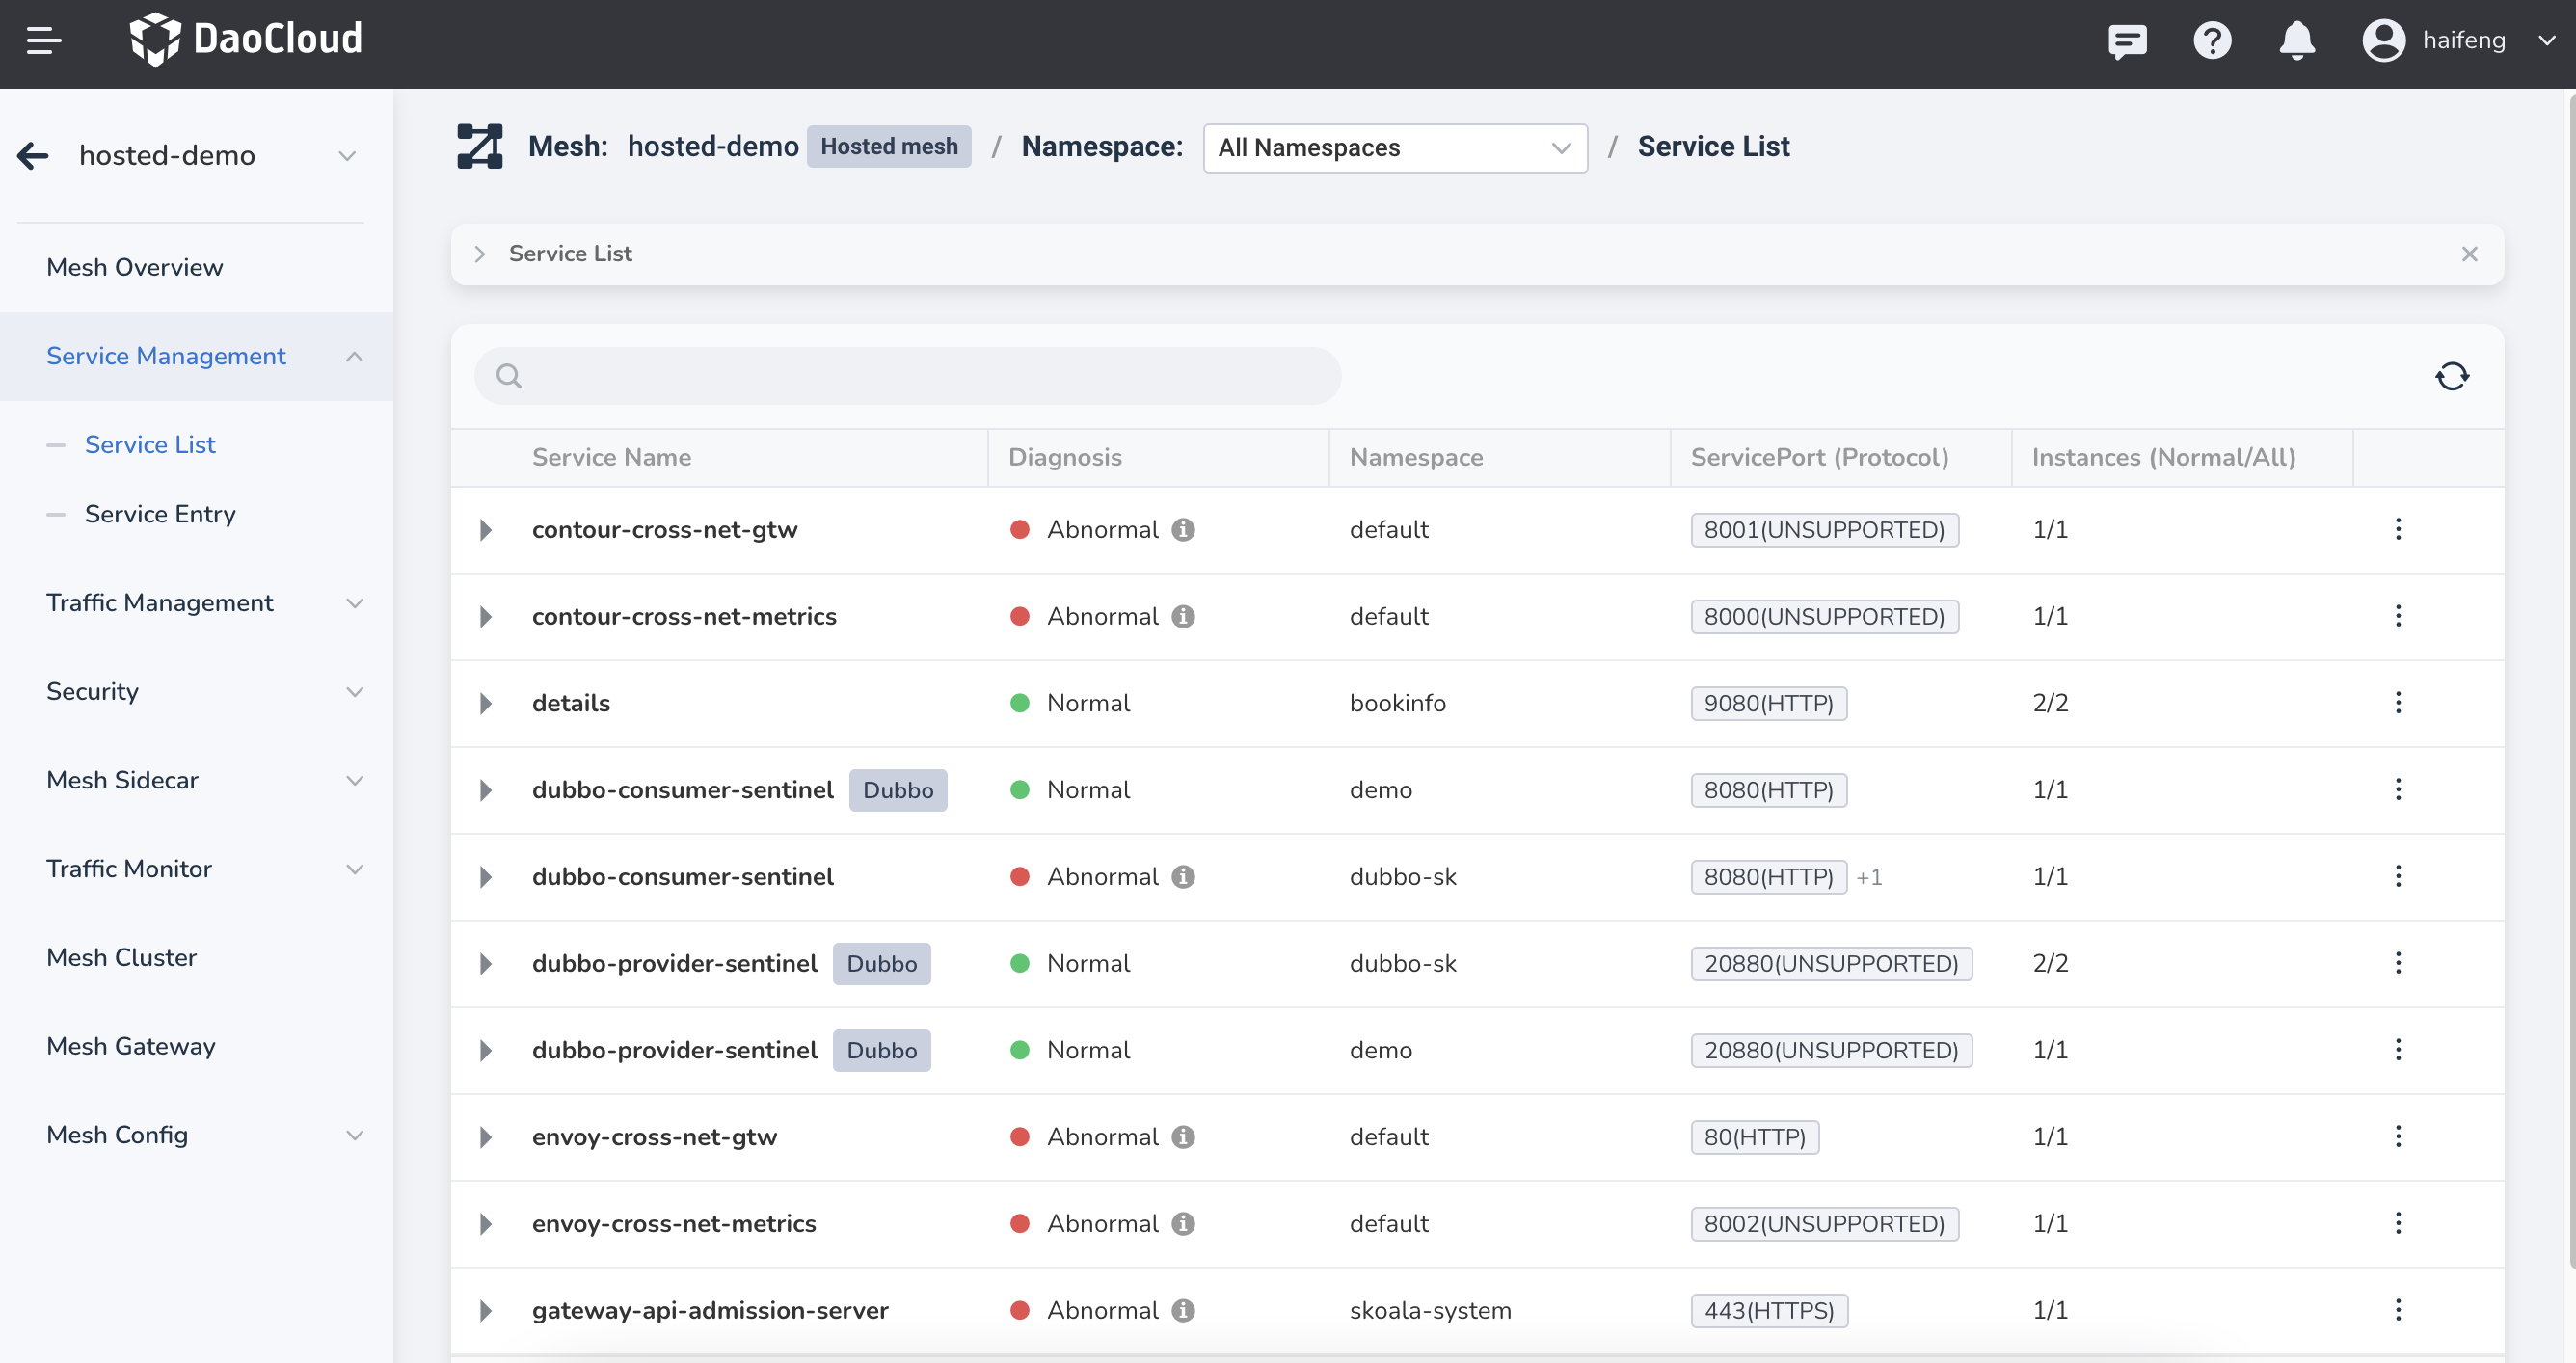 DaoCloud
haifeng
hosted-demo
Mesh: hosted-demo Hosted mesh / Namespace: All Namespaces / Service List
Mesh Overview
Service Management
Service List
Service Entry
Traffic Management
Security
Mesh Sidecar
Traffic Monitor
Mesh Cluster
Mesh Gateway
Mesh Config
Service List
Service Name Diagnosis Namespace ServicePort (Protocol) Instances (Normal/All)
contour-cross-net-gtw Abnormal default 8001(UNSUPPORTED) 1/1
contour-cross-net-metrics Abnormal default 8000(UNSUPPORTED) 1/1
details Normal bookinfo 9080(HTTP) 2/2
dubbo-consumer-sentinel Dubbo Normal demo 8080(HTTP) 1/1
dubbo-consumer-sentinel Abnormal dubbo-sk 8080(HTTP) +1 1/1
dubbo-provider-sentinel Dubbo Normal dubbo-sk 20880(UNSUPPORTED) 2/2
dubbo-provider-sentinel Dubbo Normal demo 20880(UNSUPPORTED) 1/1
envoy-cross-net-gtw Abnormal default 80(HTTP) 1/1
envoy-cross-net-metrics Abnormal default 8002(UNSUPPORTED) 1/1
gateway-api-admission-server Abnormal skoala-system 443(HTTPS) 1/1